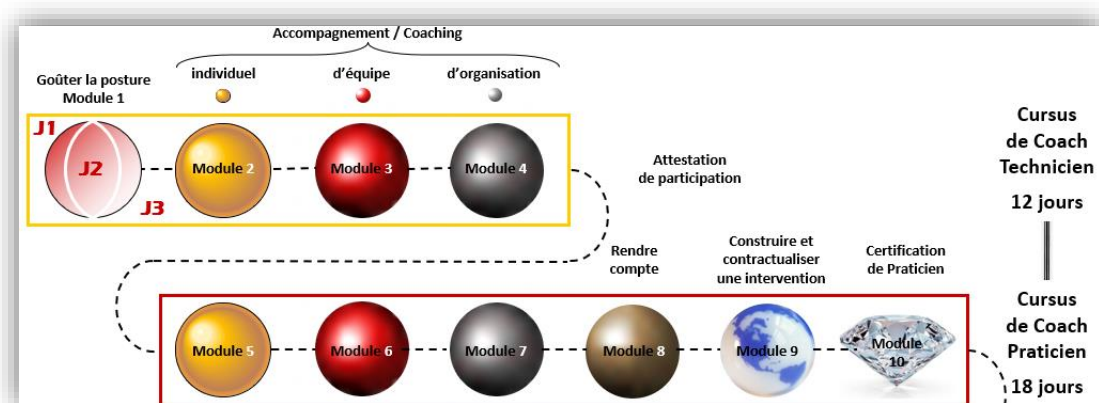 Accompagnement / Coaching
Goûter la posture
Module 1
individuel
d'équipe
d'organisation
J1
J2
J3
Module 2
Module 3
Module 4
Attestation
de participation
Cursus
de Coach
Technicien
12 jours
Rendre
compte
Construire et
contractualiser
une intervention
Certification
de Praticien
Module 5
Module 6
Module 7
Module 8
Module 9
Module
10
Cursus
de Coach
Praticien
18 jours